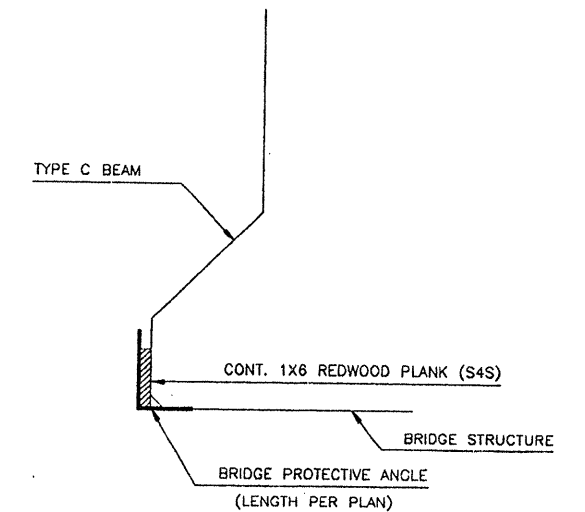 TYPE C BEAM
CONT. 1X6 REDWOOD PLANK (S4S)
BRIDGE STRUCTURE
BRIDGE PROTECTIVE ANGLE
(LENGTH PER PLAN)